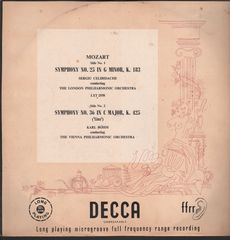 MOZART
Side No. 1
SYMPHONY NO. 25 IN G MINOR, K. 183
SERGIU CELIBIDACHE
conducting
THE LONDON PHILHARMONIC ORCHESTRA
LXT 2558
Side No. 2
SYMPHONY NO. 36 IN C MAJOR, K. 425
("Linz")
KARL BÖHM
conducting
THE VIENNA PHILHARMONIC ORCHESTRA
LONG
PLAYING
DECCA
ffrr
Long playing microgroove full frequency range recording